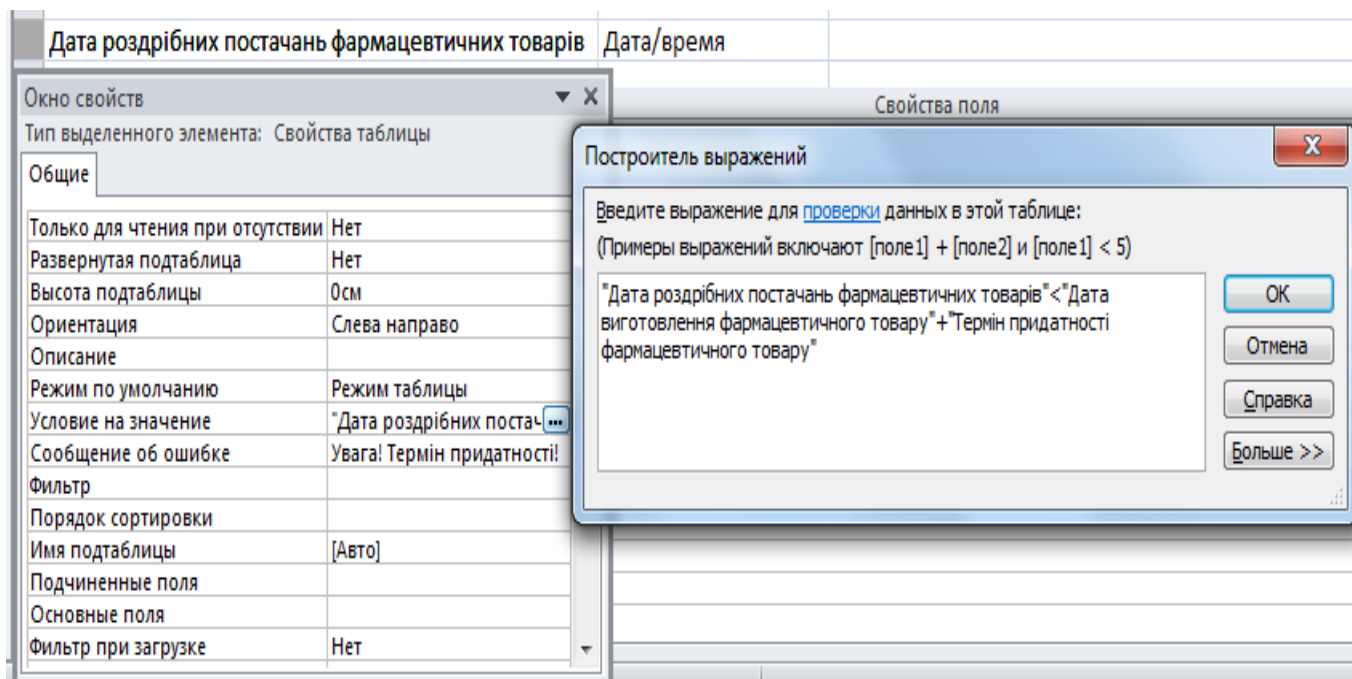 Дата роздрібних постачань фармацевтичних товарів Дата/время
Окно свойств
Тип выделенного элемента: Свойства таблицы
Общие
Только для чтения при отсутствии Нет
Развернутая подтаблица Нет
Высота подтаблицы 0см
Ориентация Слева направо
Описание
Режим по умолчанию Режим таблицы
Условие на значение "Дата роздрібних постач
Сообщение об ошибке Увага! Термін придатності!
Фильтр
Порядок сортировки
Имя подтаблицы [Авто]
Подчиненные поля
Основные поля
Фильтр при загрузке Нет
Свойства поля
Построитель выражений
Введите выражение для проверки данных в этой таблице:
(Примеры выражений включают [поле1] + [поле2] и [поле1] < 5)
"Дата роздрібних постачань фармацевтичних товарів"<"Дата
виготовлення фармацевтичного товару"+"Термін придатності
фармацевтичного товару"
ОК
Отмена
Справка
Больше >>